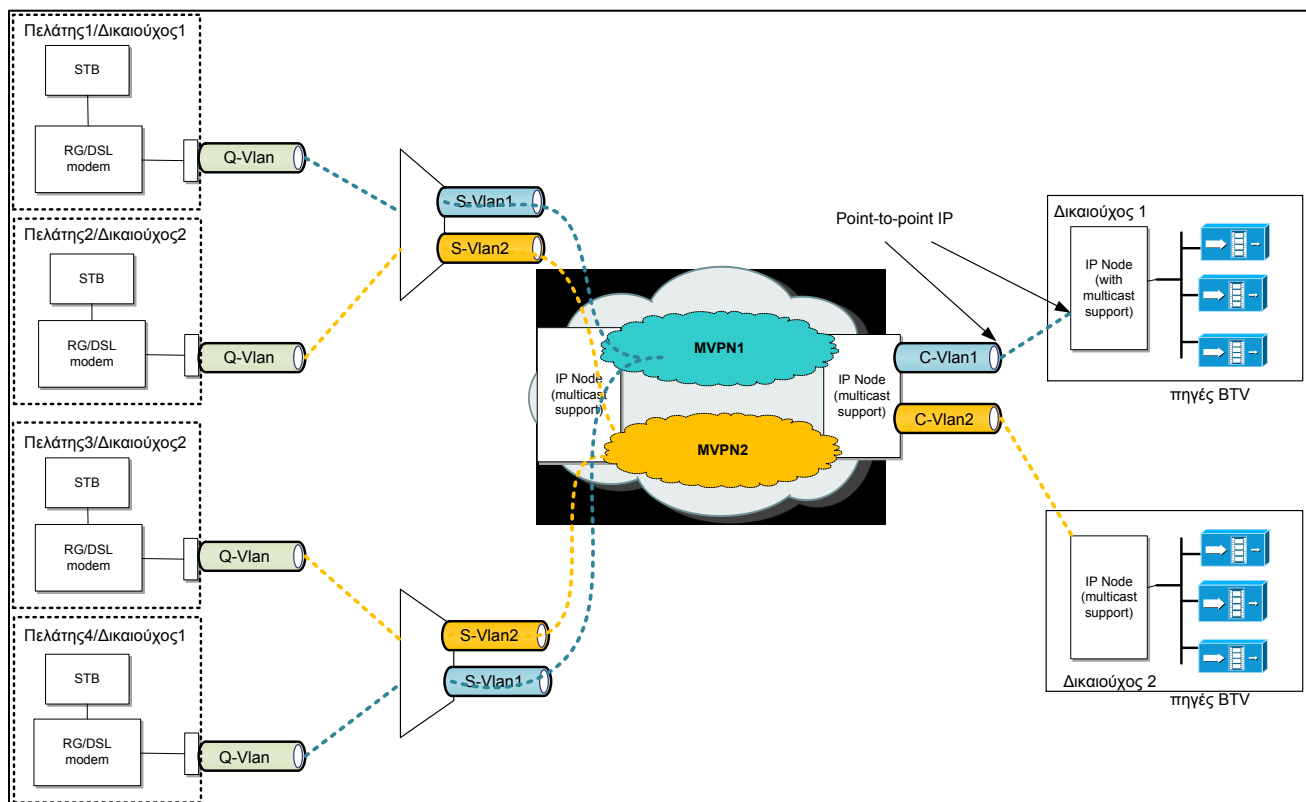 Πελάτης1/Δικαιούχος1
STB
RG/DSL
modem
Q-Vlan
Πελάτης2/Δικαιούχος2
STB
RG/DSL
modem
Q-Vlan
Πελάτης3/Δικαιούχος2
STB
RG/DSL
modem
Q-Vlan
Πελάτης4/Δικαιούχος1
STB
RG/DSL
modem
Q-Vlan
S-Vlan1
S-Vlan2
S-Vlan2
S-Vlan1
IP Node
(multicast
support)
MVPN1
MVPN2
IP Node
(multicast
support)
Point-to-point IP
C-Vlan1
C-Vlan2
Δικαιούχος 1
IP Node
(with
multicast
support)
πηγές BTV
IP Node
(multicast
support)
Δικαιούχος 2
πηγές BTV